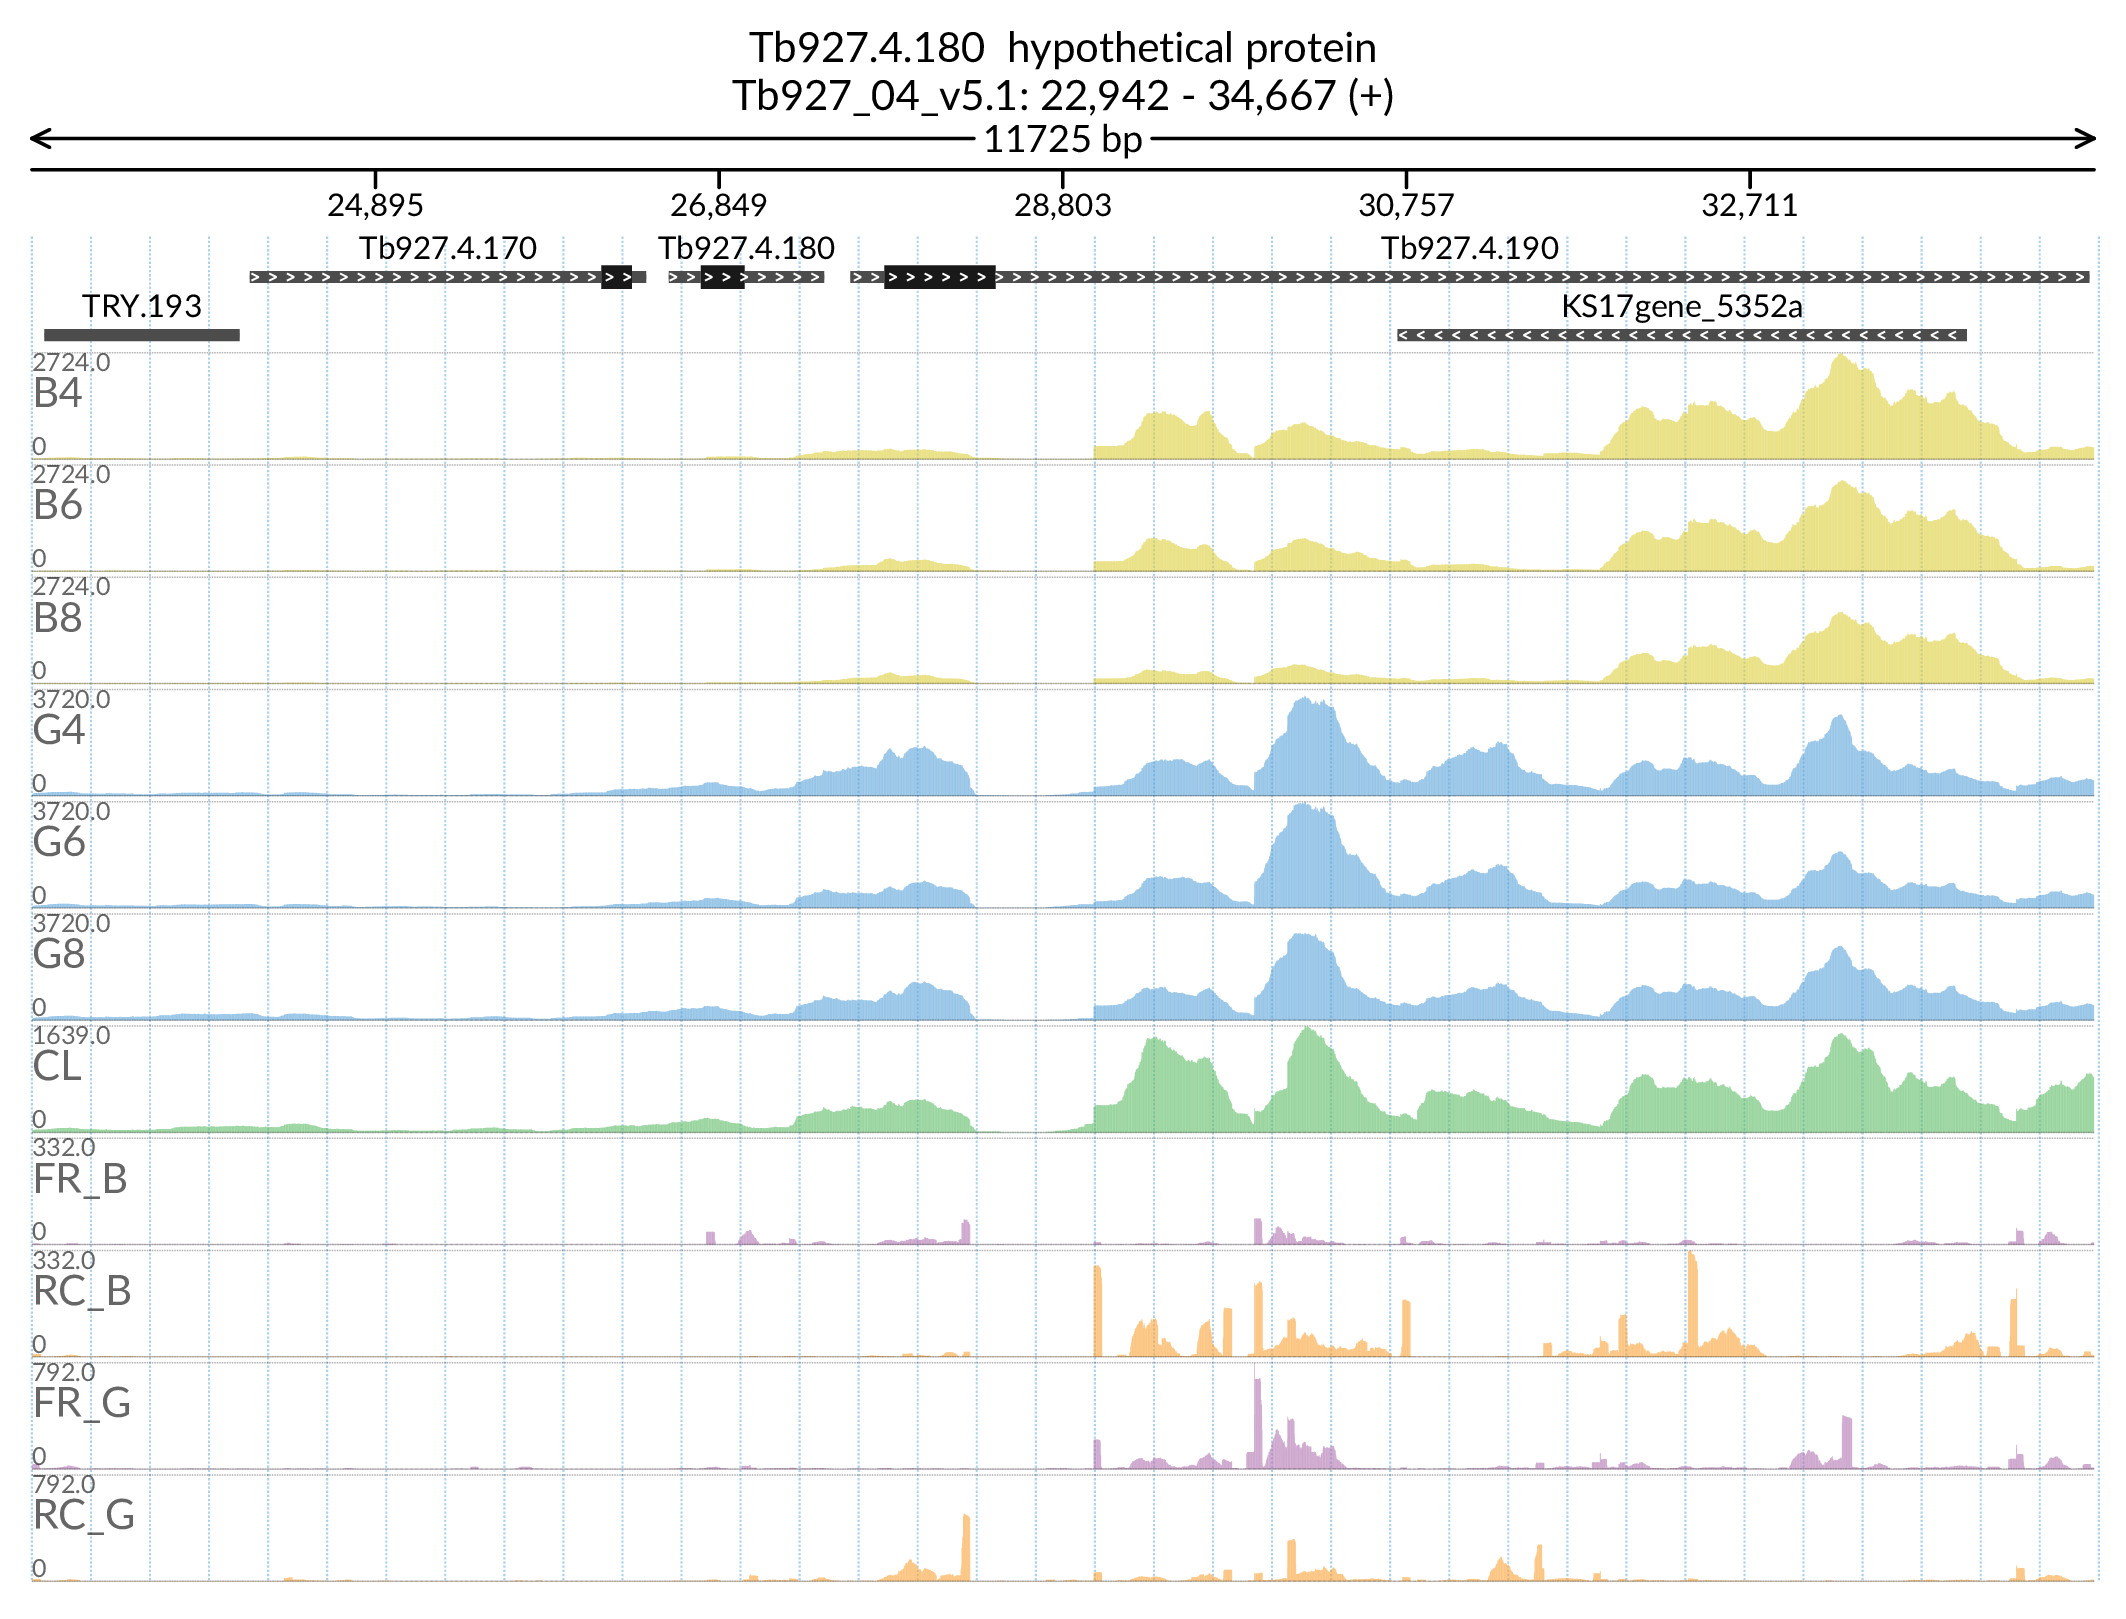 Tb927.4.180  hypothetical protein
Tb927_04_v5.1: 22,942 - 34,667 (+)
11725 bp
24,895 26,849 28,803 30,757 32,711
Tb927.4.170 Tb927.4.180 Tb927.4.190
TRY.193 KS17gene_5352a
2724.0
B4
0
2724.0
B6
0
2724.0
B8
0
3720.0
G4
0
3720.0
G6
0
3720.0
G8
0
1639.0
CL
0
332.0
FR_B
0
332.0
RC_B
0
792.0
FR_G
0
792.0
RC_G
0